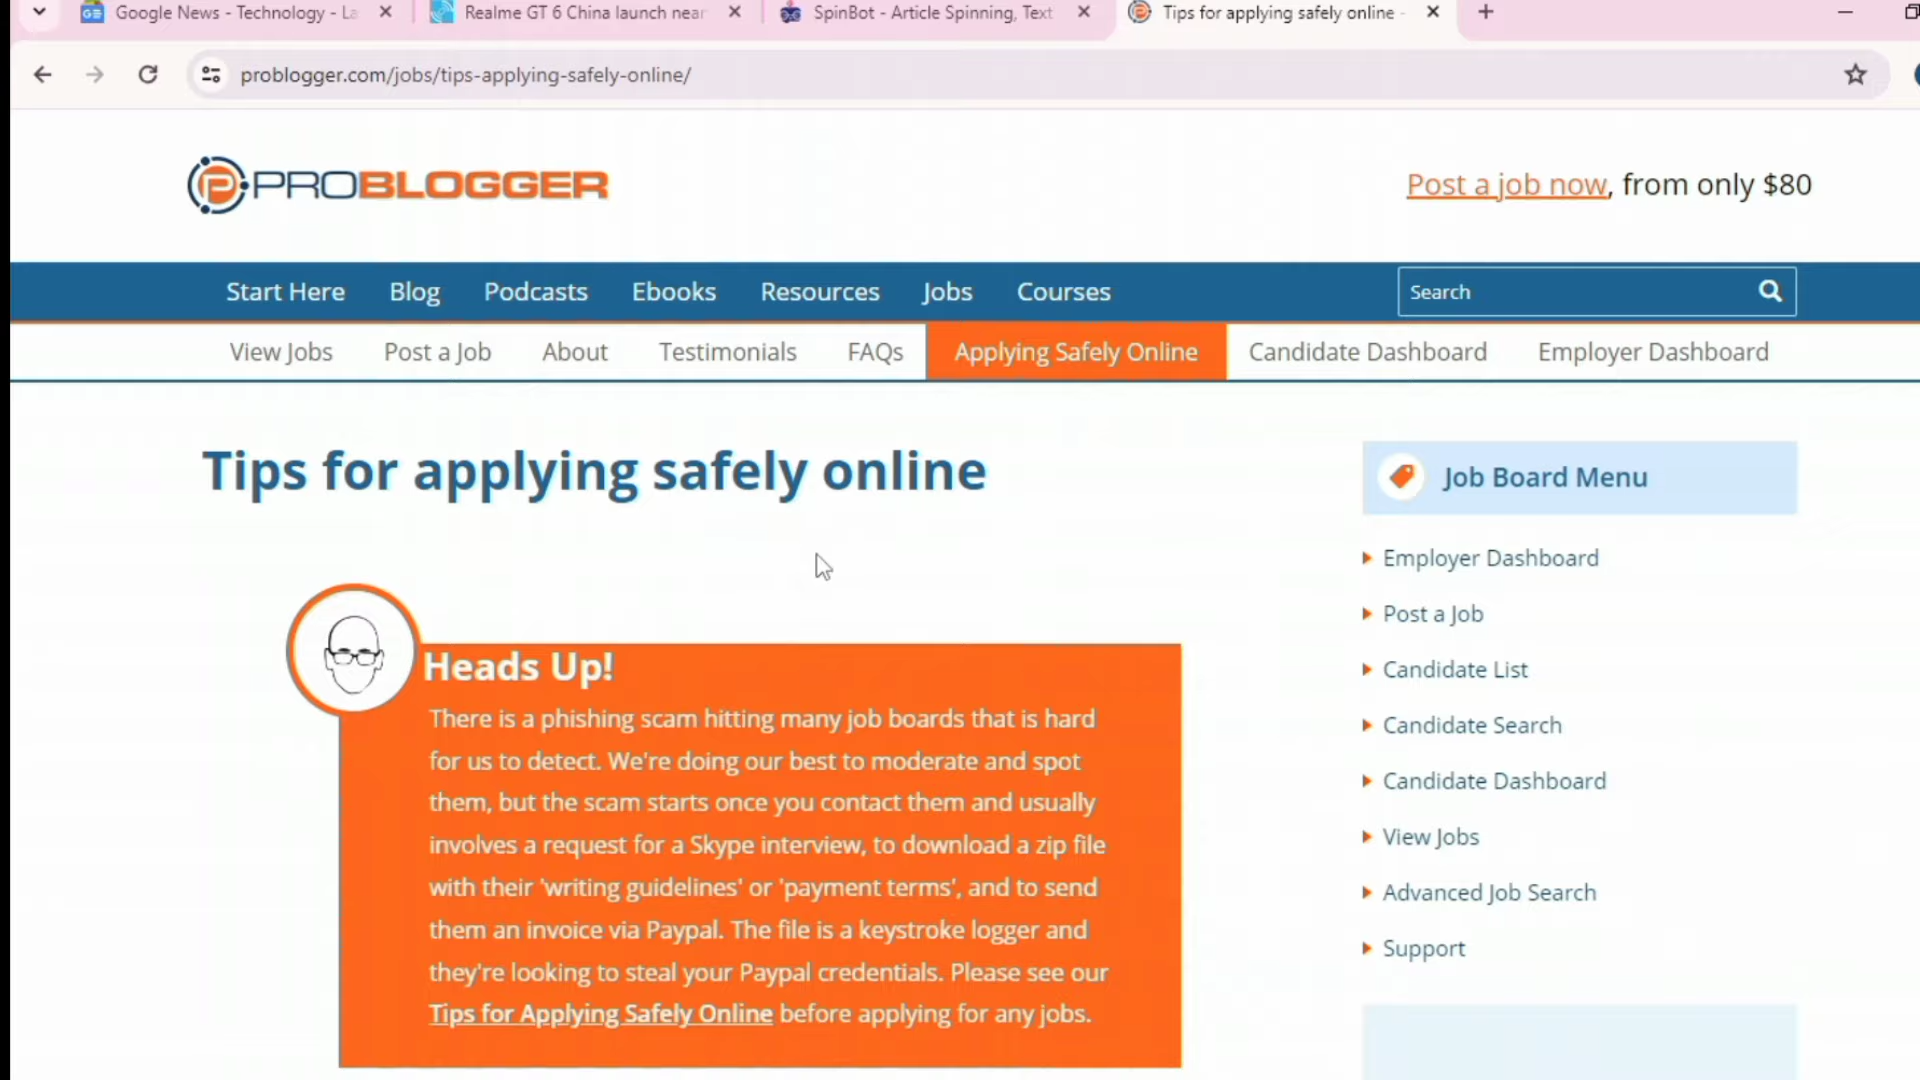 Google News - Technology - La
Realme GT 6 China launch near
SpinBot - Article Spinning, Text
Tips for applying safely online -
problogger.com/jobs/tips-applying-safely-online/
PROBLOGGER
Post a job now, from only $80
Start Here Blog Podcasts Ebooks Resources Jobs Courses
Search
View Jobs Post a Job About Testimonials FAQs Applying Safely Online Candidate Dashboard Employer Dashboard
Tips for applying safely online
Heads Up!
There is a phishing scam hitting many job boards that is hard
for us to detect. We're doing our best to moderate and spot
them, but the scam starts once you contact them and usually
involves a request for a Skype interview, to download a zip file
with their 'writing guidelines' or 'payment terms', and to send
them an invoice via Paypal. The file is a keystroke logger and
they're looking to steal your Paypal credentials. Please see our
Tips for Applying Safely Online before applying for any jobs.
Job Board Menu
Employer Dashboard
Post a Job
Candidate List
Candidate Search
Candidate Dashboard
View Jobs
Advanced Job Search
Support